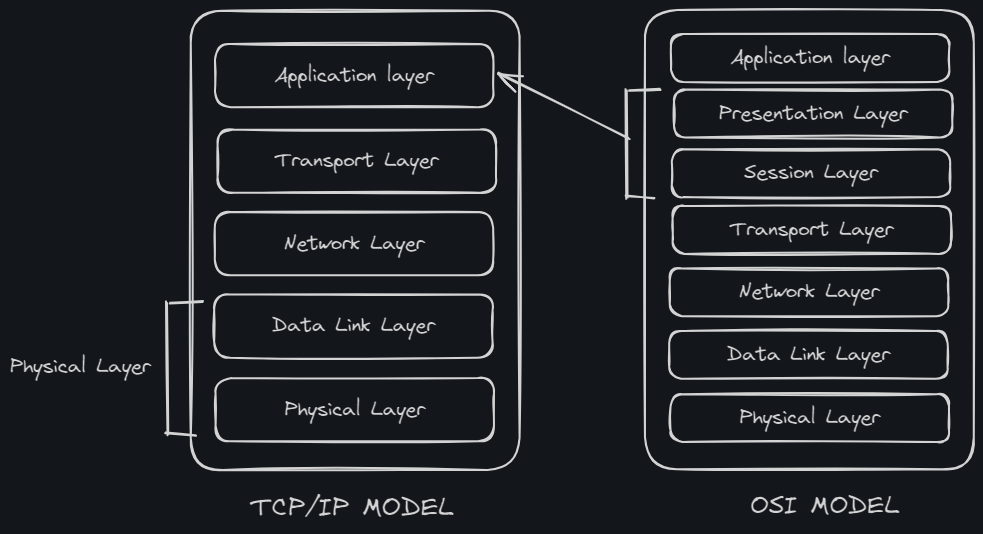 Application layer
Transport Layer
Network Layer
Data Link Layer
Physical Layer
Physical Layer
TCP/IP MODEL
Application layer
Presentation Layer
Session Layer
Transport Layer
Network Layer
Data Link Layer
Physical Layer
OSI MODEL